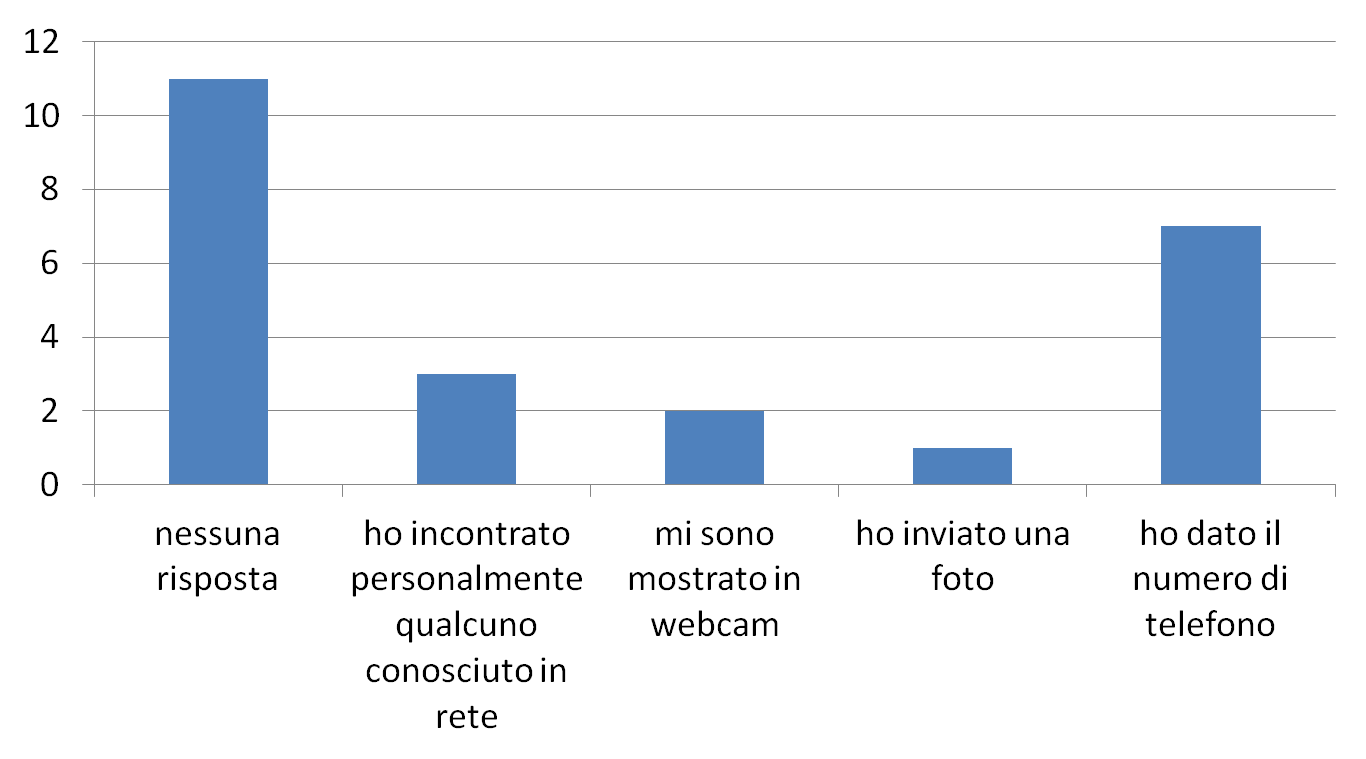 12
10
8
6
4
2
0
nessuna
risposta
ho incontrato
personalmente
qualcuno
conosciuto in
rete
mi sono
mostrato in
webcam
ho inviato una
foto
ho dato il
numero di
telefono